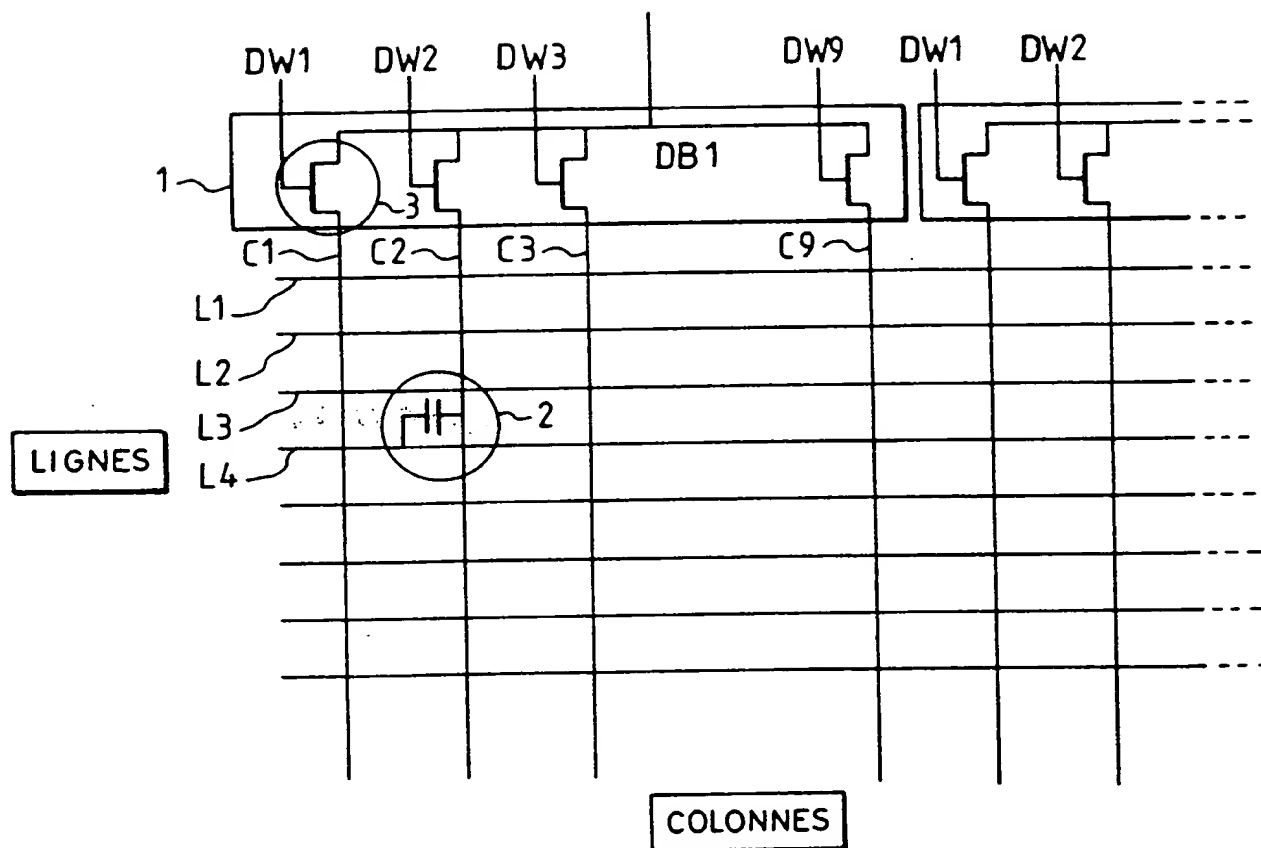 DW1 DW2 DW3 DW9 DW1 DW2
DB1
1
3
C1 C2 C3 C9
L1
L2
L3 2
LIGNES
L4
COLONNES